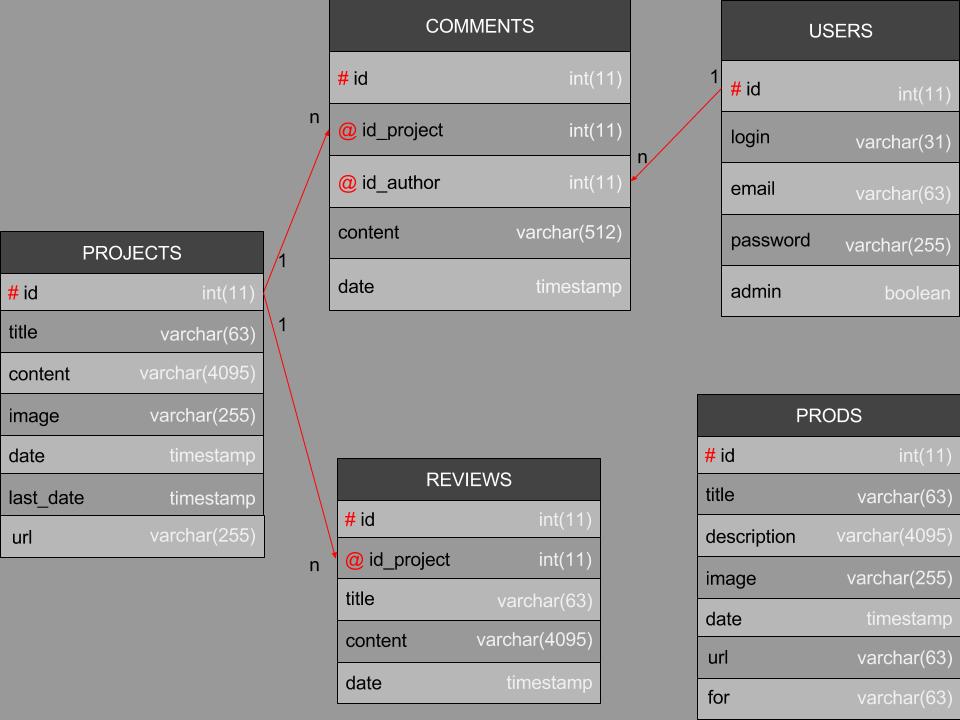 COMMENTS
# id int(11)
@ id_project int(11)
@ id_author int(11)
content varchar(512)
date timestamp
USERS
# id int(11)
login varchar(31)
email varchar(63)
password varchar(255)
admin boolean
n
1
n
1
1
n
PROJECTS
# id int(11)
title varchar(63)
content varchar(4095)
image varchar(255)
date timestamp
last_date timestamp
url varchar(255)
REVIEWS
# id int(11)
@ id_project int(11)
title varchar(63)
content varchar(4095)
date timestamp
PRODS
# id int(11)
title varchar(63)
description varchar(4095)
image varchar(255)
date timestamp
url varchar(63)
for varchar(63)